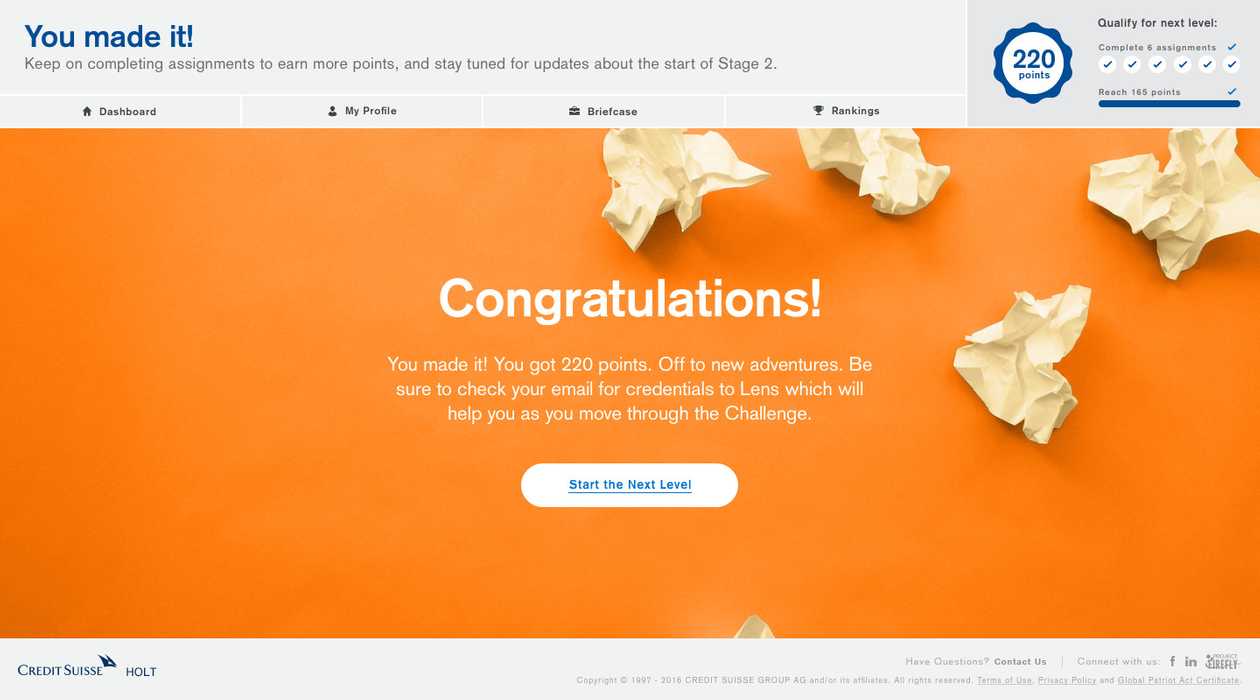 You made it!
Keep on completing assignments to earn more points, and stay tuned for updates about the start of Stage 2.
220
points
Qualify for next level:
Complete 6 assignments
Reach 165 points
Dashboard
My Profile
Briefcase
Rankings
Congratulations!
You made it! You got 220 points. Off to new adventures. Be
sure to check your email for credentials to Lens which will
help you as you move through the Challenge.
Start the Next Level
CREDIT SUISSE HOLT
Have Questions? Contact Us
Connect with us: f in PROJECT FIREFLY
Copyright © 1997 - 2016 CREDIT SUISSE GROUP AG and/or its affiliates. All rights reserved. Terms of Use, Privacy Policy and Global Patriot Act Certificate.